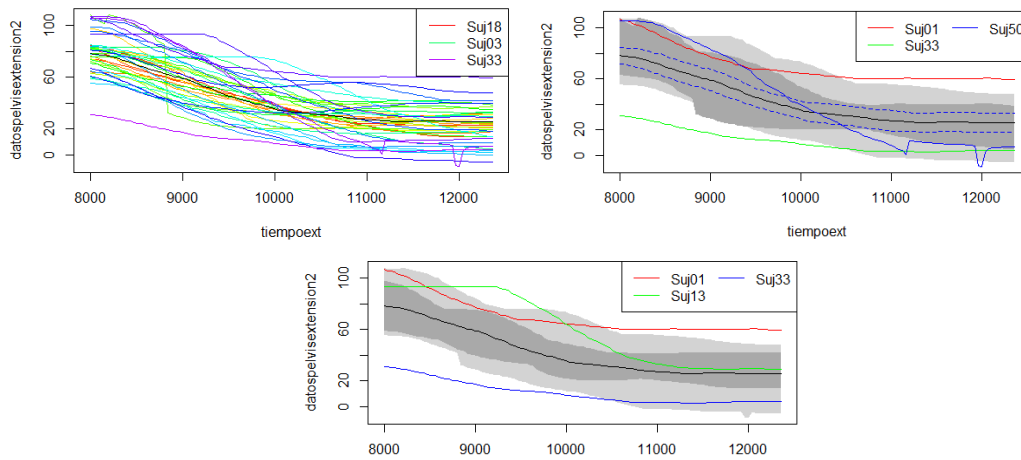 datospelvisextension2
100
60
20
0
Suj18
Suj03
Suj33
8000 9000 10000 11000 12000
tiempoext
datospelvisextension2
100
60
20
0
Suj01 Suj50
Suj33
8000 9000 10000 11000 12000
tiempoext
datospelvisextension2
100
60
20
0
Suj01 Suj33
Suj13
8000 9000 10000 11000 12000